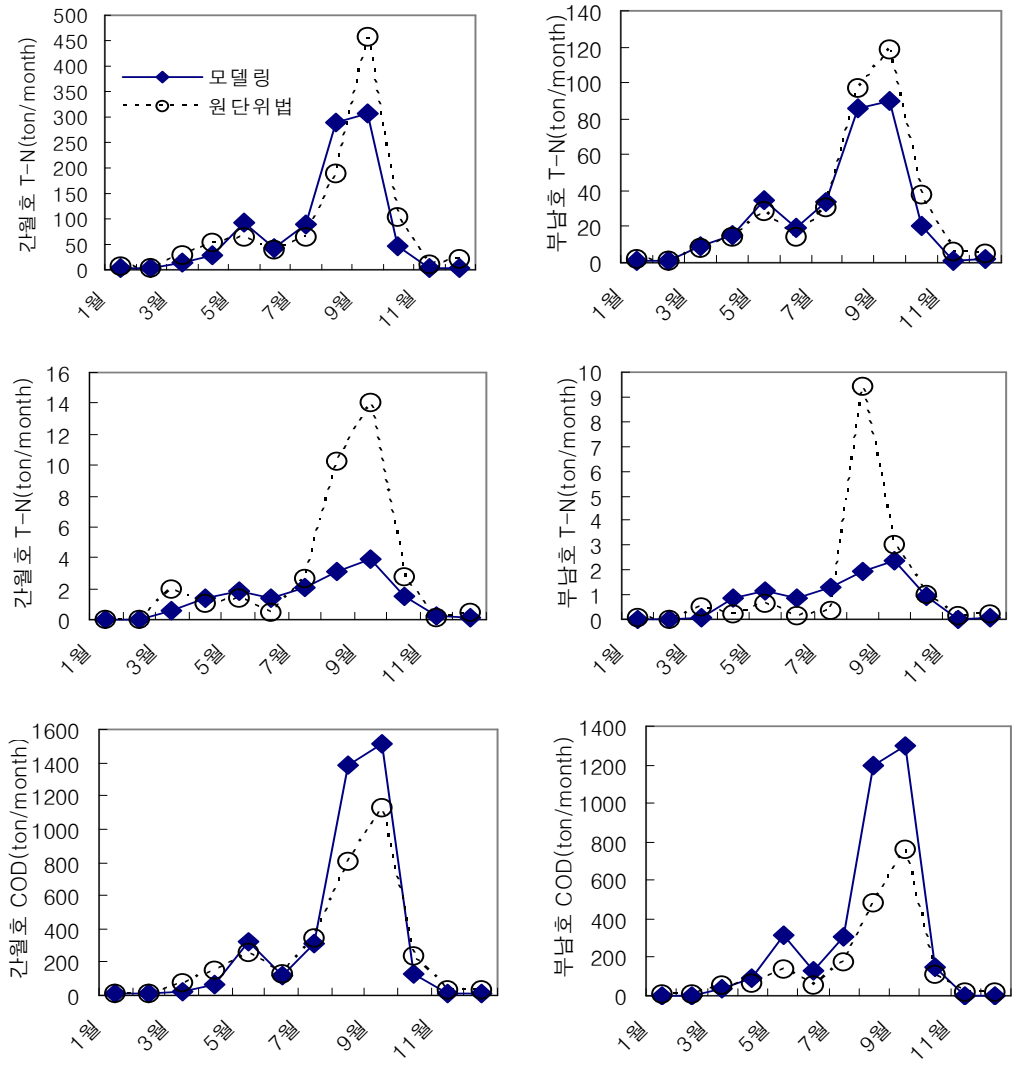 간월호 T-N(ton/month)
500
450
400
350
300
250
200
150
100
50
0
모델링
원단위법
1월
3월
5월
7월
9월
11월
부남호 T-N(ton/month)
140
120
100
80
60
40
20
0
1월
3월
5월
7월
9월
11월
간월호 T-N(ton/month)
16
14
12
10
8
6
4
2
0
1월
3월
5월
7월
9월
11월
부남호 T-N(ton/month)
10
9
8
7
6
5
4
3
2
1
0
1월
3월
5월
7월
9월
11월
간월호 COD(ton/month)
1600
1400
1200
1000
800
600
400
200
0
1월
3월
5월
7월
9월
11월
부남호 COD(ton/month)
1400
1200
1000
800
600
400
200
0
1월
3월
5월
7월
9월
11월